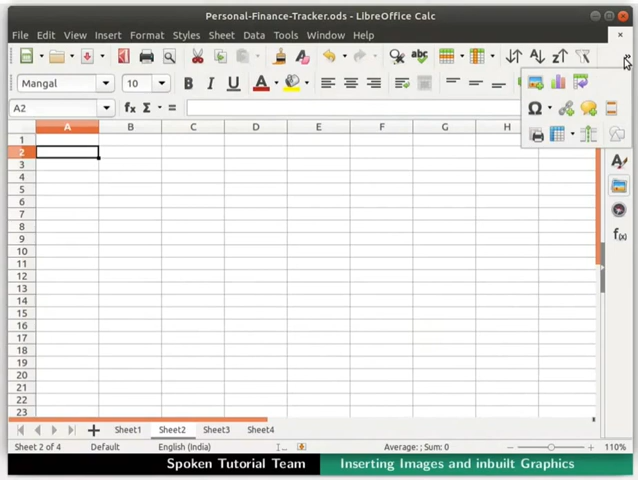 Personal-Finance-Tracker.ods - LibreOffice Calc
File Edit View Insert Format Styles Sheet Data Tools Window Help
Mangal 10
A2
A B C D E F G H
1
2
3
4
5
6
7
8
9
10
11
12
13
14
15
16
17
18
19
20
21
22
23
Sheet1 Sheet2 Sheet3 Sheet4
Sheet 2 of 4 Default English (India) Average: ; Sum: 0 110%
Spoken Tutorial Team Inserting Images and inbuilt Graphics